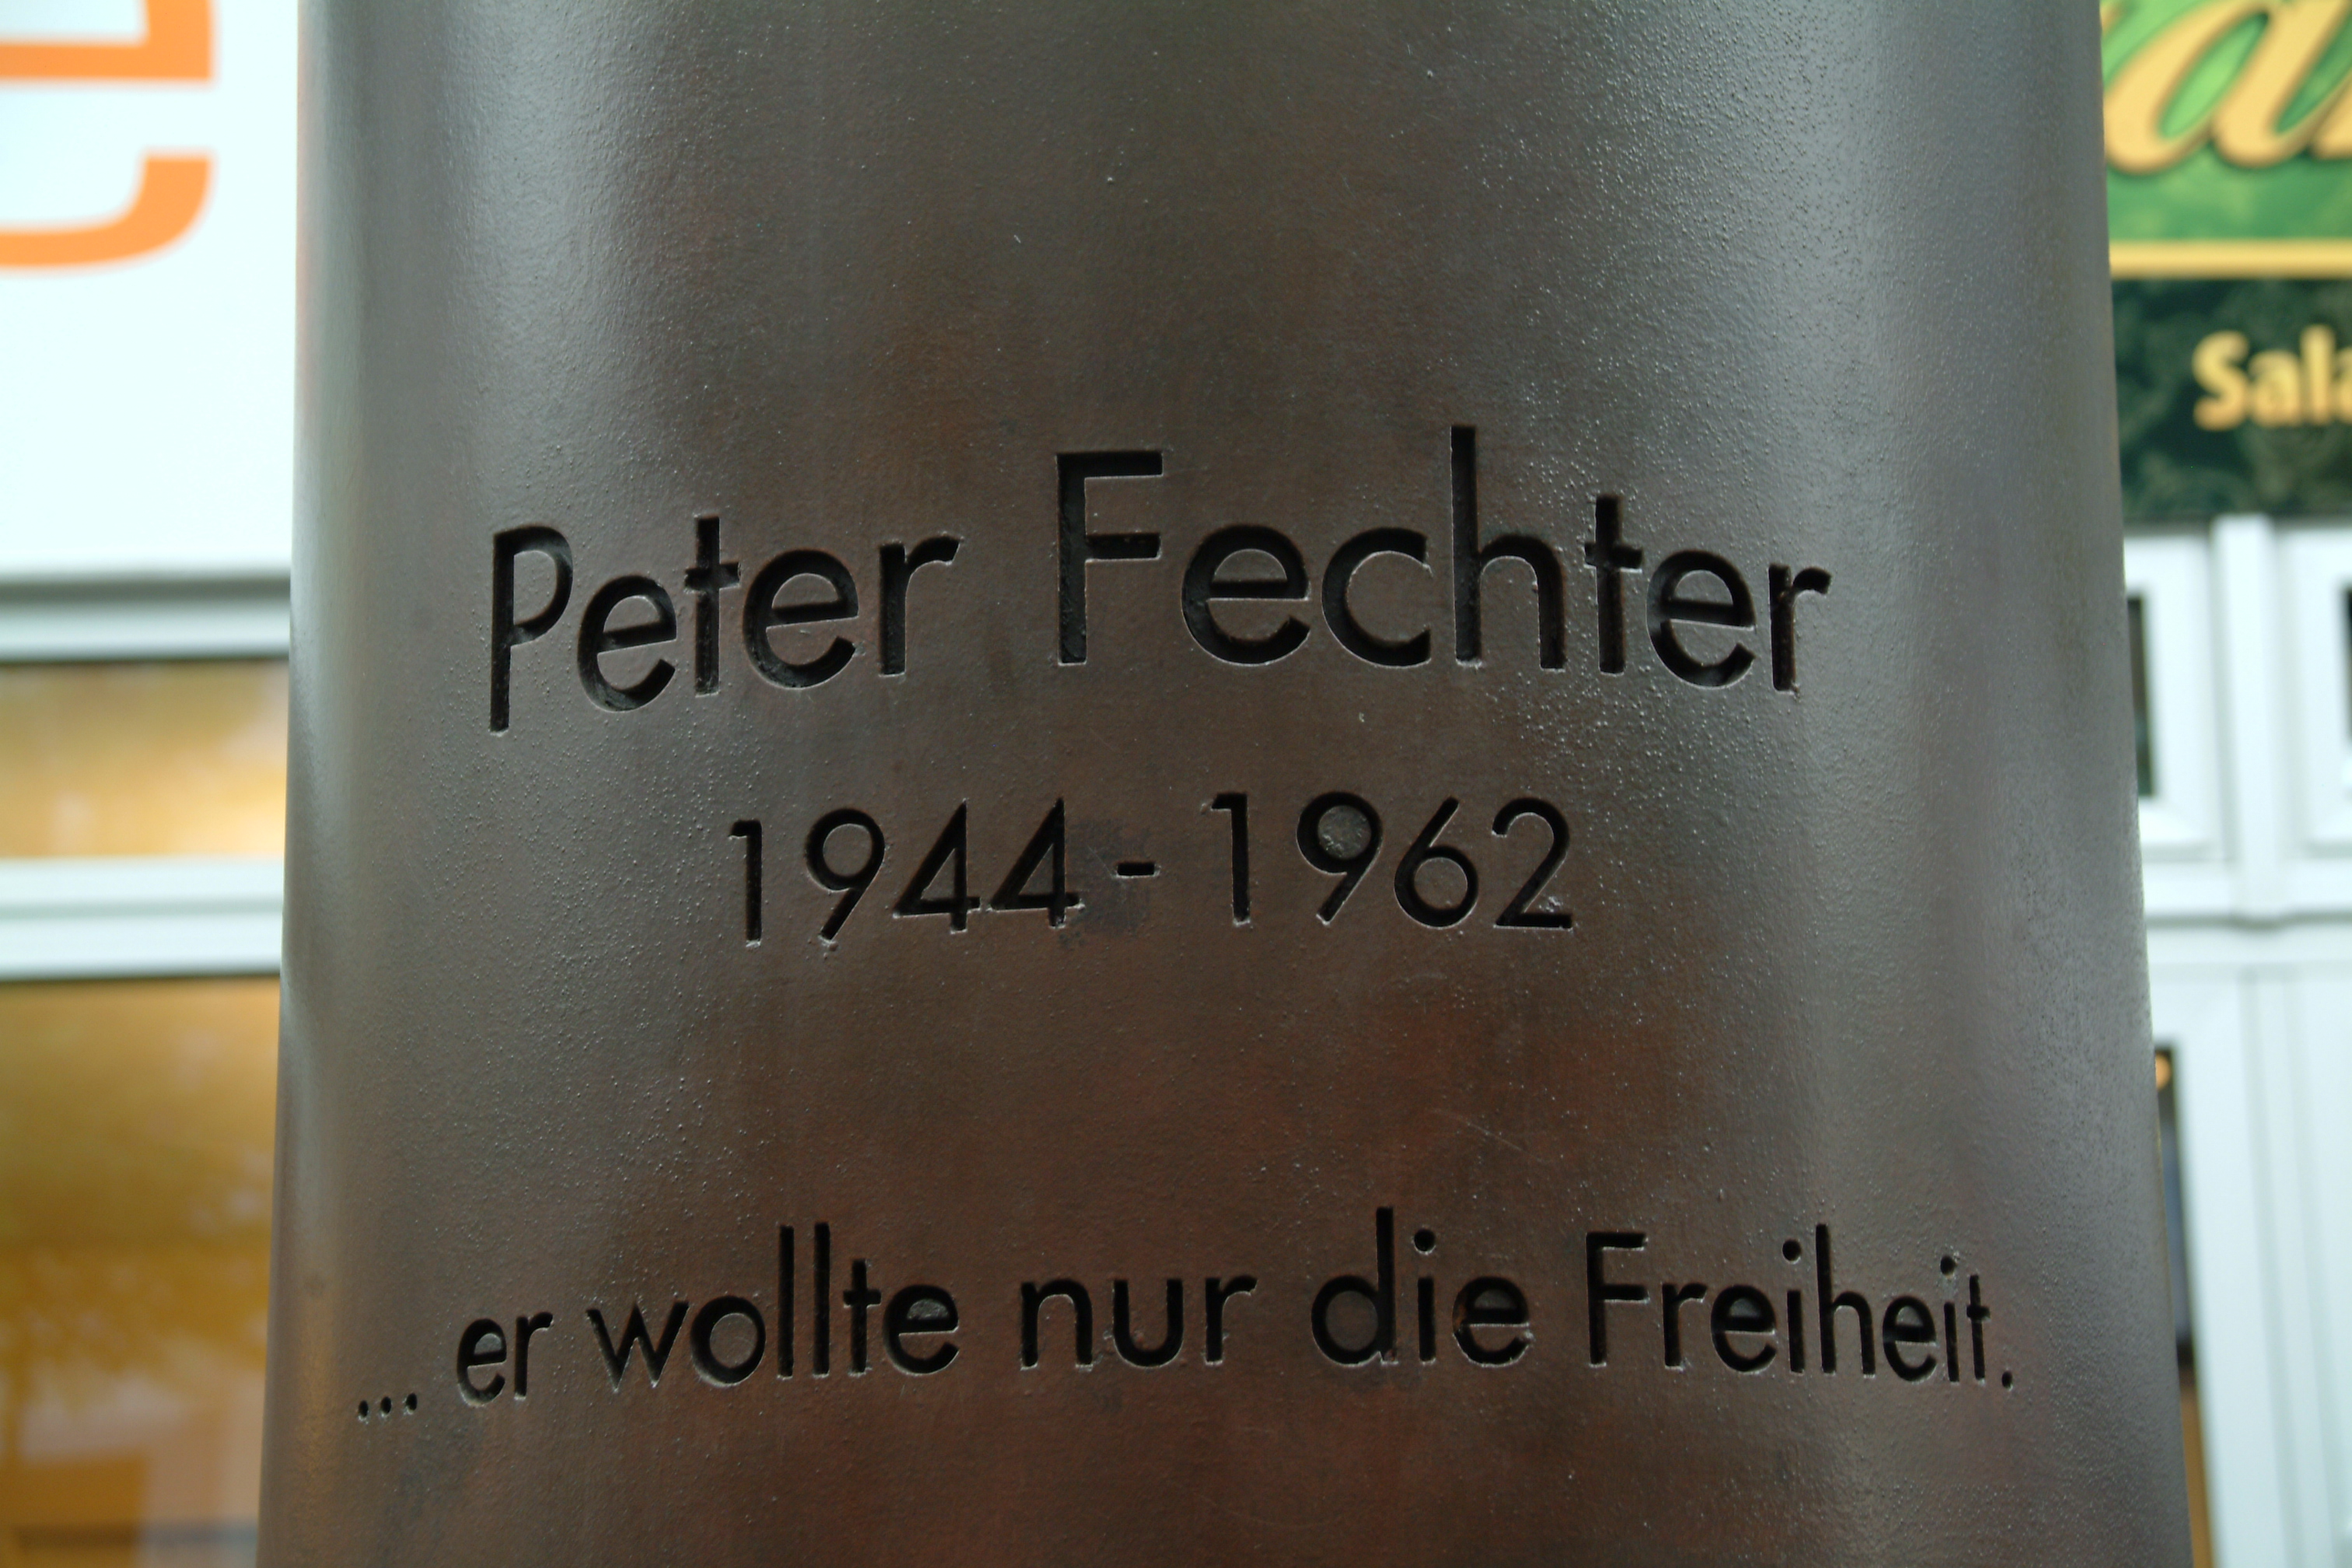 Peter Fechter
1944 - 1962
... er wollte nur die Freiheit.